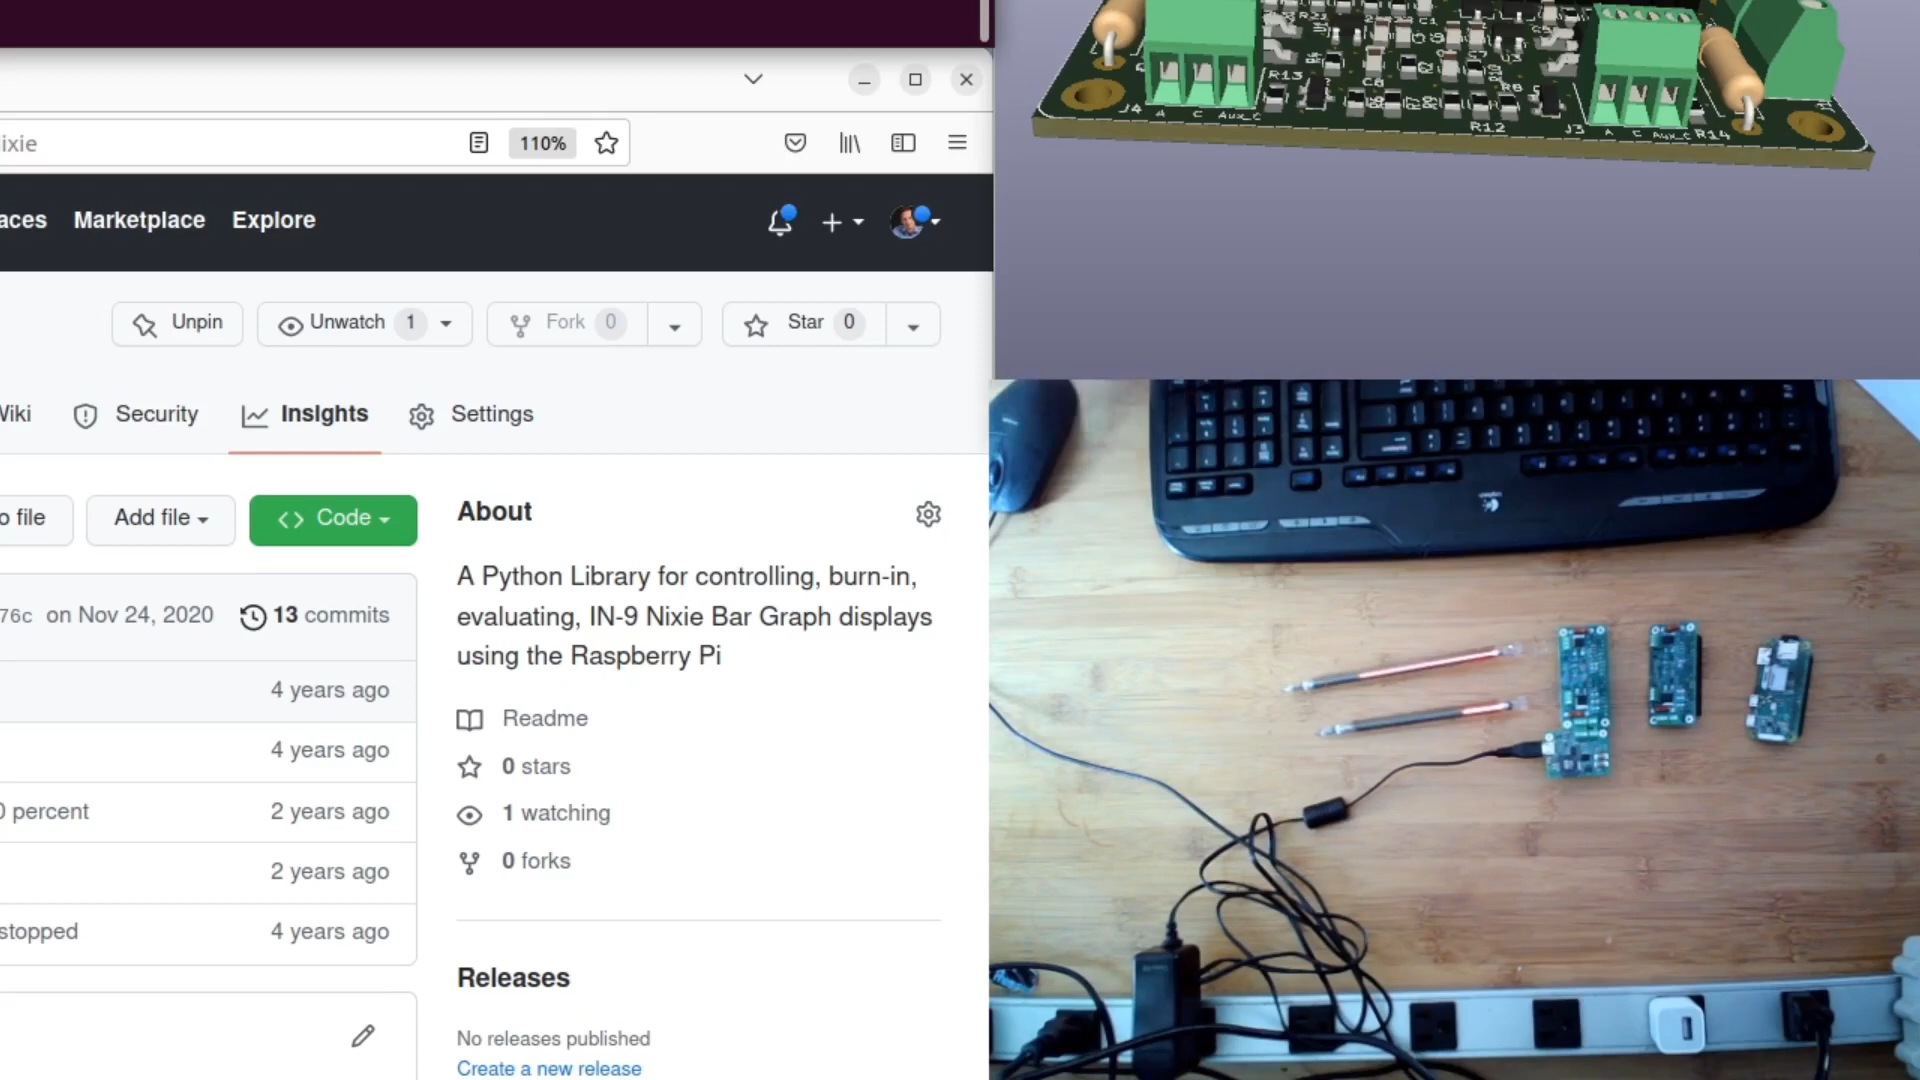 ixie
110%
aces Marketplace Explore
Unpin
Unwatch 1
Fork 0
Star 0
Wiki
Security
Insights
Settings
o file
Add file
Code
About
A Python Library for controlling, burn-in,
evaluating, IN-9 Nixie Bar Graph displays
using the Raspberry Pi
76c on Nov 24, 2020 13 commits
4 years ago
4 years ago
0 percent 2 years ago
2 years ago
stopped 4 years ago
Readme
0 stars
1 watching
0 forks
Releases
No releases published
Create a new release
R13
J4 A C AUX_C
R12
J3 A C AUX_C R14